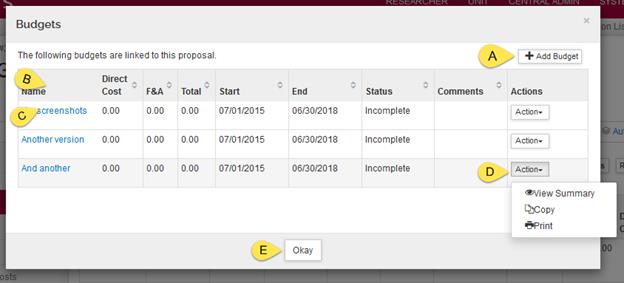 RESEARCHER UNIT CENTRAL ADMIN
Budgets ×
The following budgets are linked to this proposal.
A
Add Budget
B
Name Direct Cost F&A Total Start End Status Comments Actions
C
screenshots 0.00 0.00 0.00 07/01/2015 06/30/2018 Incomplete Action
Another version 0.00 0.00 0.00 07/01/2015 06/30/2018 Incomplete Action
And another 0.00 0.00 0.00 07/01/2015 06/30/2018 Incomplete D Action
View Summary
Copy
Print
E Okay